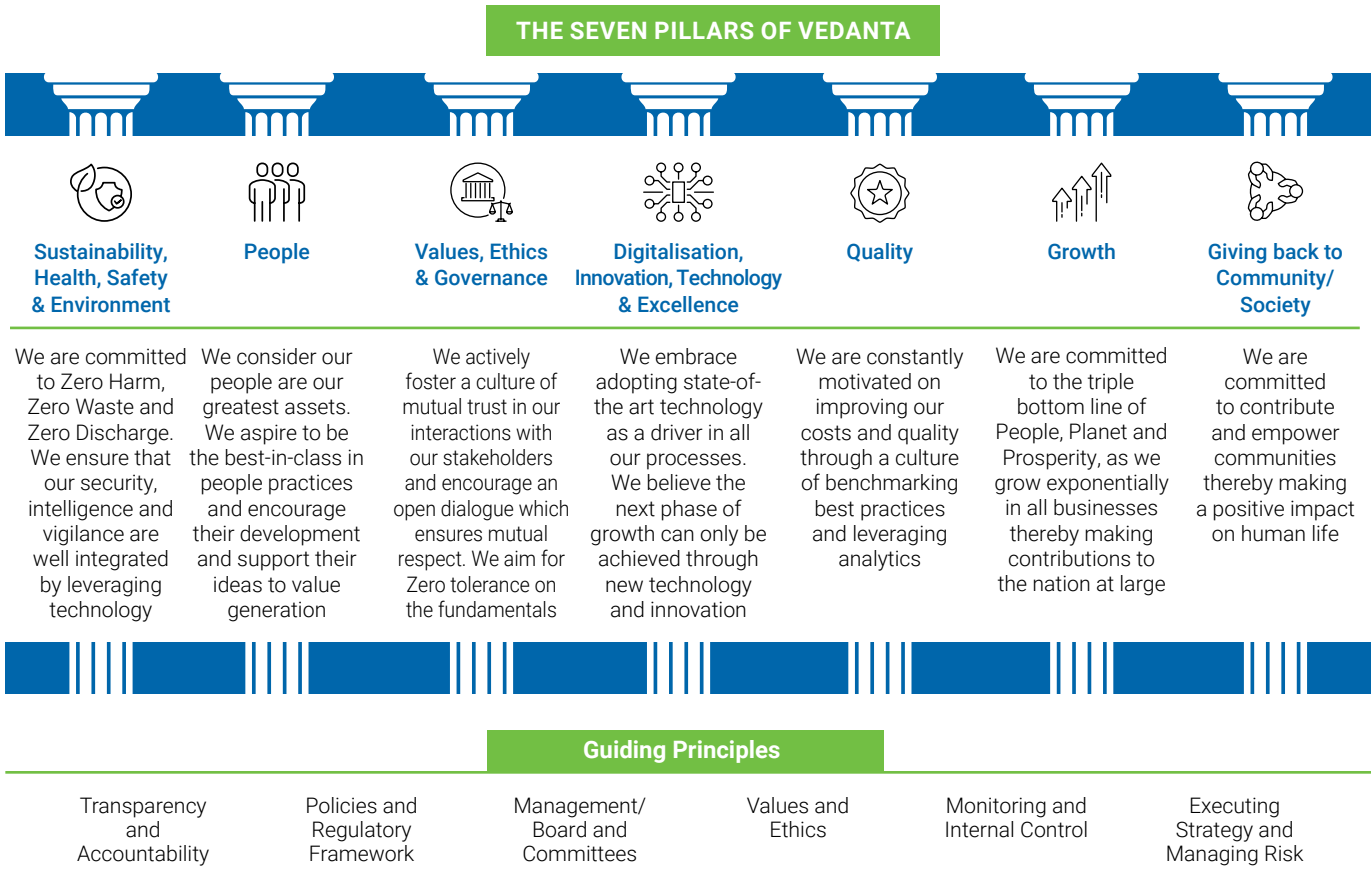 THE SEVEN PILLARS OF VEDANTA
Sustainability,
Health, Safety
& Environment
We are committed
to Zero Harm,
Zero Waste and
Zero Discharge.
We ensure that
our security,
intelligence and
vigilance are
well integrated
by leveraging
technology
People
We consider our
people are our
greatest assets.
We aspire to be
the best-in-class in
people practices
and encourage
their development
and support their
ideas to value
generation
Values, Ethics
& Governance
We actively
foster a culture of
mutual trust in our
interactions with
our stakeholders
and encourage an
open dialogue which
ensures mutual
respect. We aim for
Zero tolerance on
the fundamentals
Digitalisation,
Innovation, Technology
& Excellence
We embrace
adopting state-of-
the art technology
as a driver in all
our processes.
We believe the
next phase of
growth can only be
achieved through
new technology
and innovation
Quality
We are constantly
motivated on
improving our
costs and quality
through a culture
of benchmarking
best practices
and leveraging
analytics
Growth
We are committed
to the triple
bottom line of
People, Planet and
Prosperity, as we
grow exponentially
in all businesses
thereby making
contributions to
the nation at large
Giving back to
Community/
Society
We are
committed
to contribute
and empower
communities
thereby making
a positive impact
on human life
Guiding Principles
Transparency
and
Accountability
Policies and
Regulatory
Framework
Management/
Board and
Committees
Values and
Ethics
Monitoring and
Internal Control
Executing
Strategy and
Managing Risk